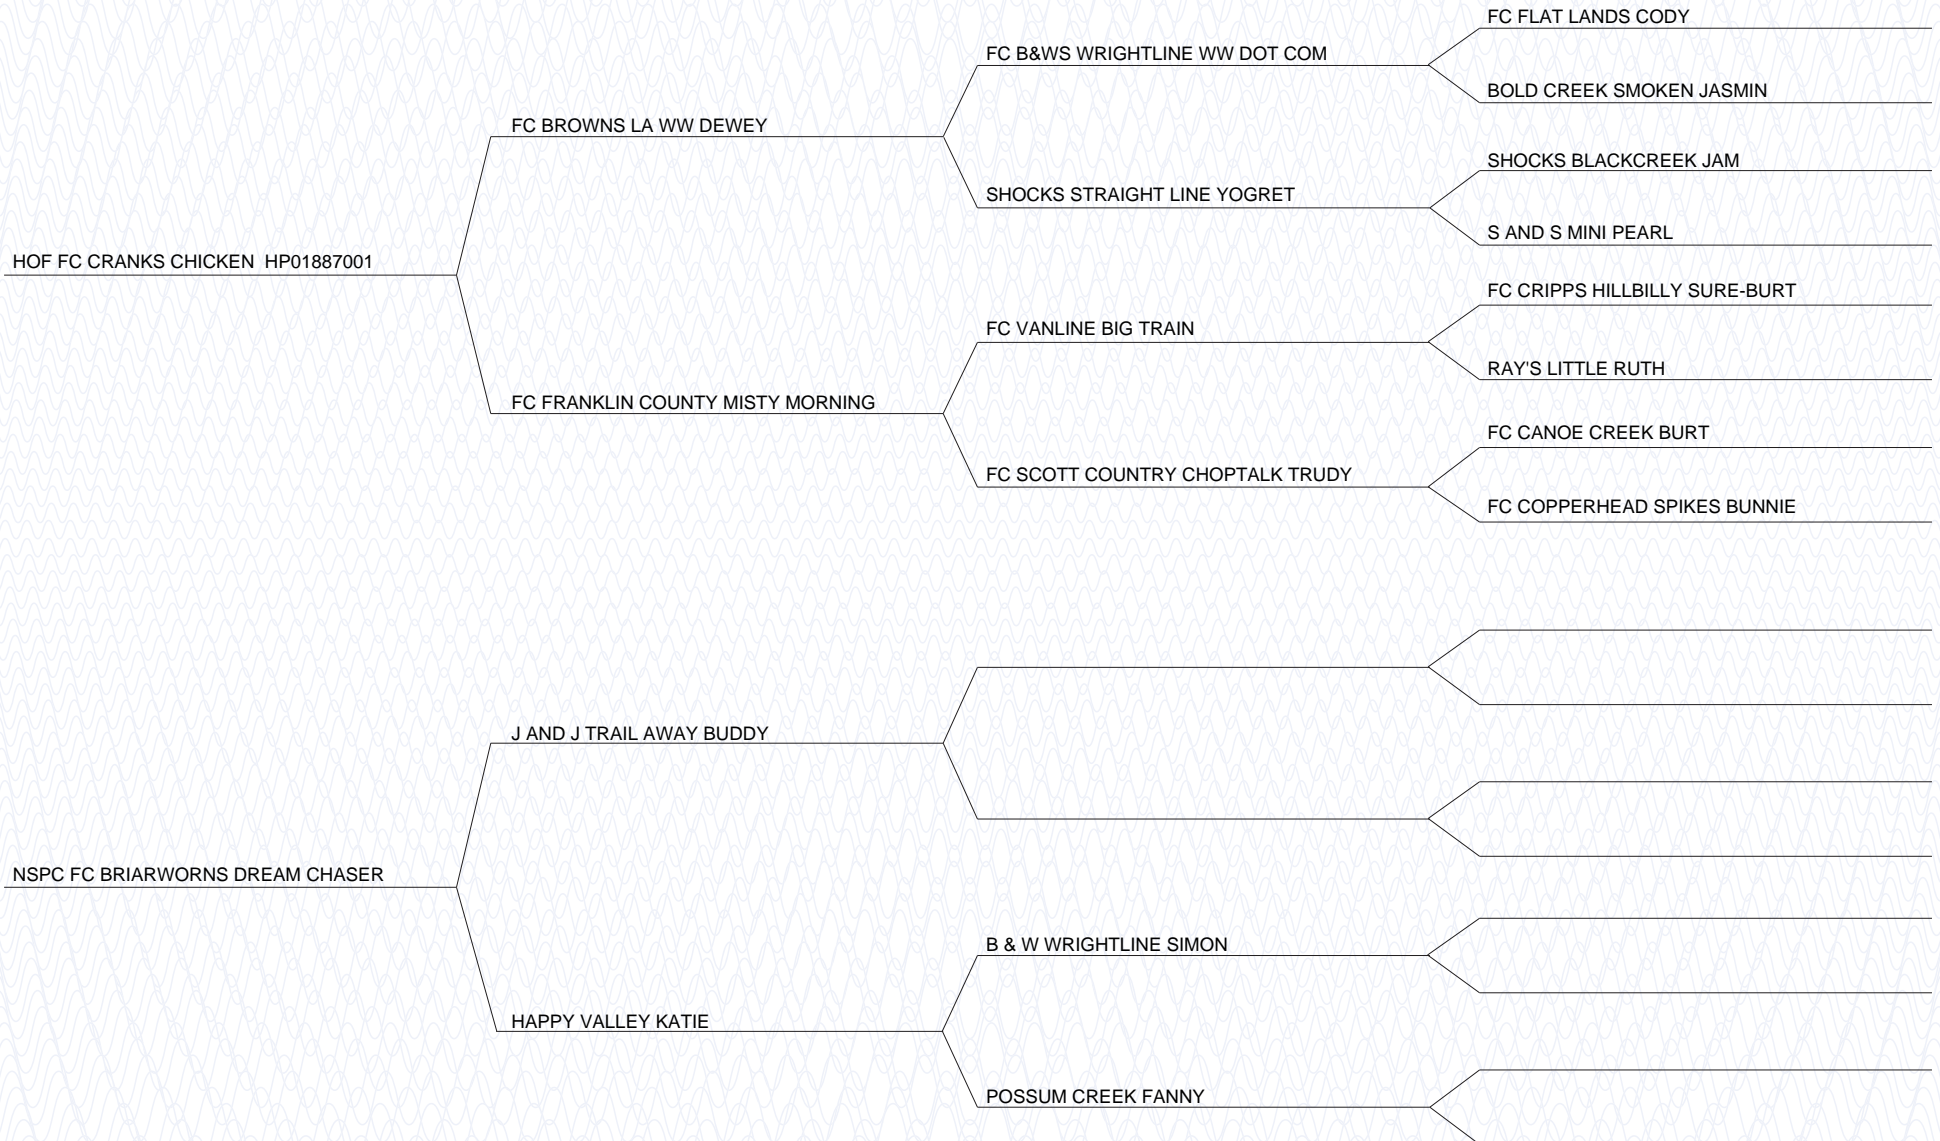 FC FLAT LANDS CODY
FC B&WS WRIGHTLINE WW DOT COM
BOLD CREEK SMOKEN JASMIN
FC BROWNS LA WW DEWEY
SHOCKS BLACKCREEK JAM
SHOCKS STRAIGHT LINE YOGRET
S AND S MINI PEARL
HOF FC CRANKS CHICKEN  HP01887001
FC CRIPPS HILLBILLY SURE-BURT
FC VANLINE BIG TRAIN
RAY'S LITTLE RUTH
FC FRANKLIN COUNTY MISTY MORNING
FC CANOE CREEK BURT
FC SCOTT COUNTRY CHOPTALK TRUDY
FC COPPERHEAD SPIKES BUNNIE
J AND J TRAIL AWAY BUDDY
NSPC FC BRIARWORNS DREAM CHASER
B & W WRIGHTLINE SIMON
HAPPY VALLEY KATIE
POSSUM CREEK FANNY